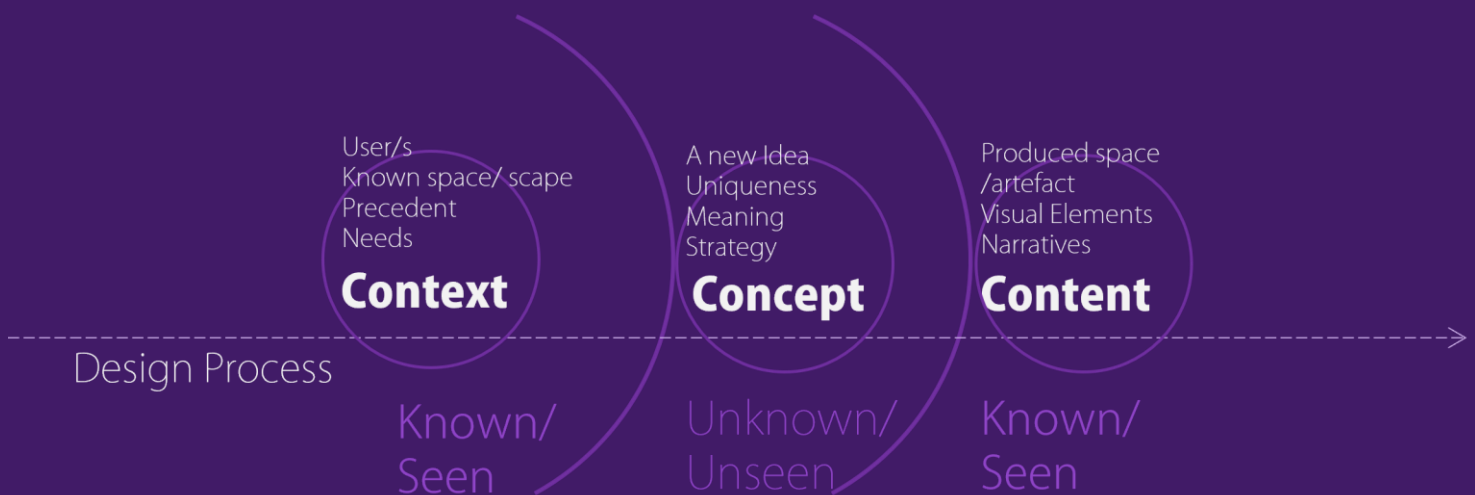 User/s
Known space/ scape
Precedent
Needs
Context
A new Idea
Uniqueness
Meaning
Strategy
Concept
Produced space
/artefact
Visual Elements
Narratives
Content
Design Process
Known/
Seen
Unknown/
Unseen
Known/
Seen